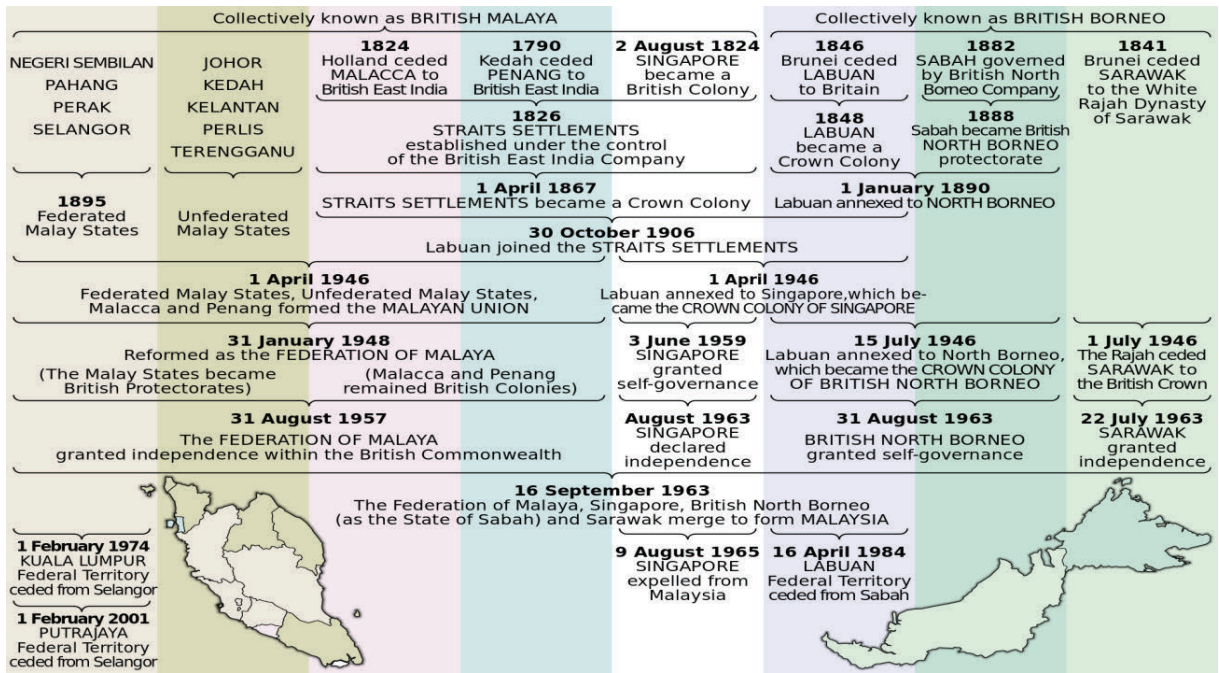 Collectively known as BRITISH MALAYA
Collectively known as BRITISH BORNEO
NEGERI SEMBILAN
PAHANG
PERAK
SELANGOR
JOHOR
KEDAH
KELANTAN
PERLIS
TERENGGANU
1824
Holland ceded
MALACCA to
British East India
1790
Kedah ceded
PENANG to
British East India
2 August 1824
SINGAPORE
became a
British Colony
1846
Brunei ceded
LABUAN
to Britain
1882
SABAH governed
by British North
Borneo Company
1841
Brunei ceded
SARAWAK
to the White
Rajah Dynasty
of Sarawak
1826
STRAITS SETTLEMENTS
established under the control
of the British East India Company
1848
LABUAN
became a
Crown Colony
1888
Sabah became British
NORTH BORNEO
protectorate
1895
Federated
Malay States
Unfederated
Malay States
1 April 1867
STRAITS SETTLEMENTS became a Crown Colony
1 January 1890
Labuan annexed to NORTH BORNEO
30 October 1906
Labuan joined the STRAITS SETTLEMENTS
1 April 1946
Federated Malay States, Unfederated Malay States,
Malacca and Penang formed the MALAYAN UNION
1 April 1946
Labuan annexed to Singapore,which be-
came the CROWN COLONY OF SINGAPORE
31 January 1948
Reformed as the FEDERATION OF MALAYA
(The Malay States became
British Protectorates)
(Malacca and Penang
remained British Colonies)
3 June 1959
SINGAPORE
granted
self-governance
15 July 1946
Labuan annexed to North Borneo,
which became the CROWN COLONY
OF BRITISH NORTH BORNEO
1 July 1946
The Rajah ceded
SARAWAK to
the British Crown
31 August 1957
The FEDERATION OF MALAYA
granted independence within the British Commonwealth
August 1963
SINGAPORE
declared
independence
31 August 1963
BRITISH NORTH BORNEO
granted self-governance
22 July 1963
SARAWAK
granted
independence
16 September 1963
The Federation of Malaya, Singapore, British North Borneo
(as the State of Sabah) and Sarawak merge to form MALAYSIA
1 February 1974
KUALA LUMPUR
Federal Territory
ceded from Selangor
9 August 1965
SINGAPORE
expelled from
Malaysia
16 April 1984
LABUAN
Federal Territory
ceded from Sabah
1 February 2001
PUTRAJAYA
Federal Territory
ceded from Selangor